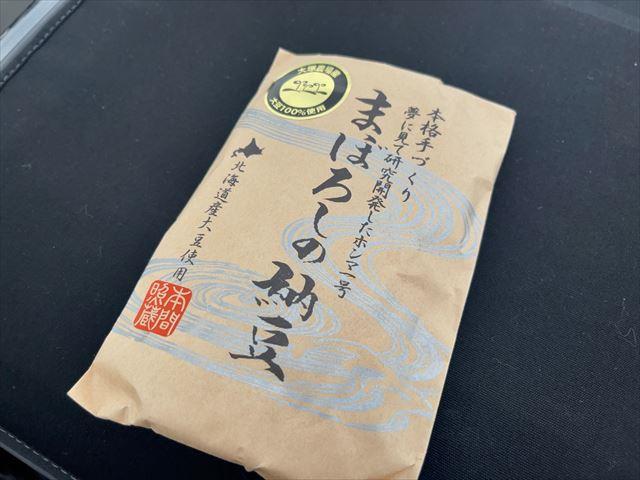 本格手づくり
夢に見て研究開発したホンマ一号
まぼろしの納豆
北海道産大豆使用
大豆100%使用
本間
照蔵